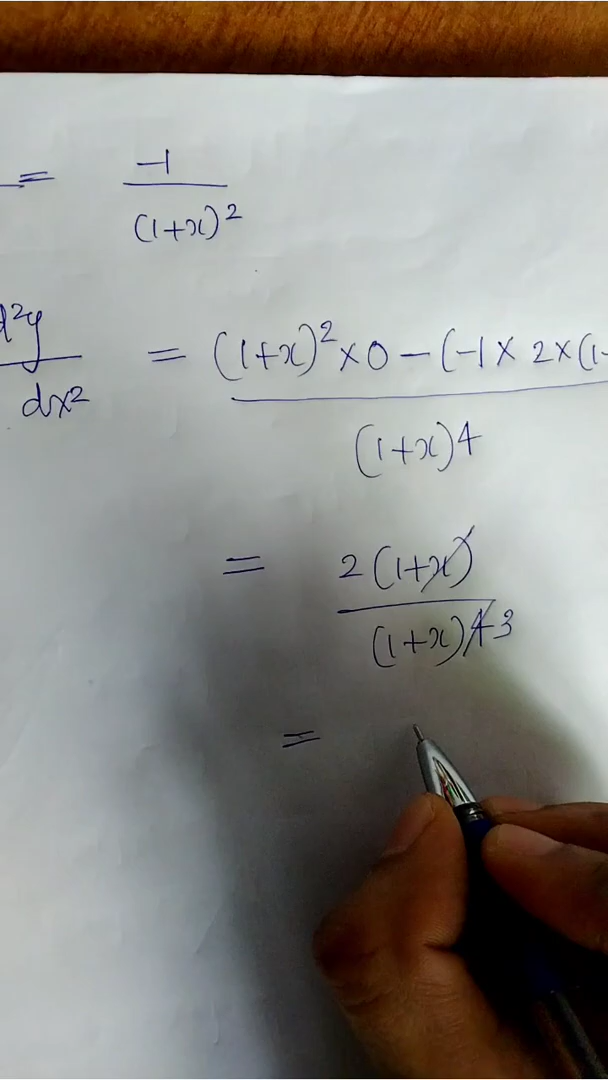 = -1 / (1+x)²
d²y / dx² = (1+x)² × 0 - (-1 × 2 × (1- / (1+x)4
= 2 (1+x) / (1+x)4 3
=